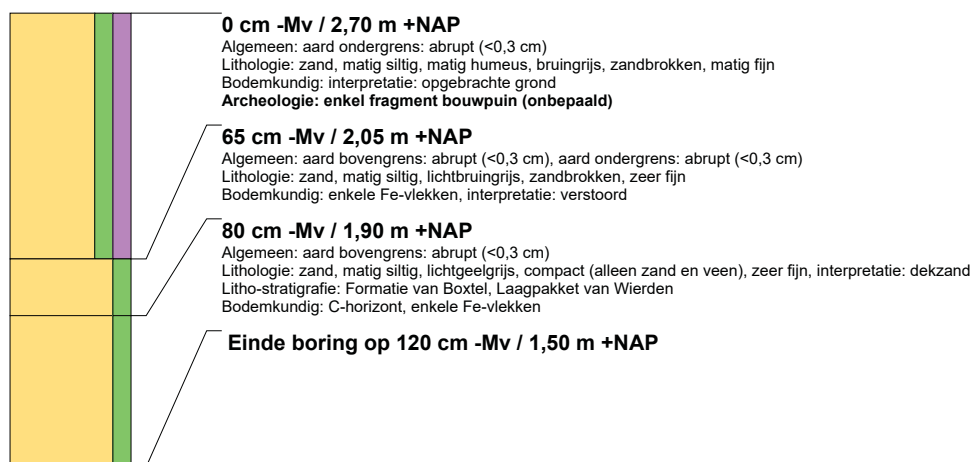 0 cm -Mv / 2,70 m +NAP
Algemeen: aard ondergrens: abrupt (<0,3 cm)
Lithologie: zand, matig siltig, matig humeus, bruingrijs, zandbrokken, matig fijn
Bodemkundig: interpretatie: opgebrachte grond
Archeologie: enkel fragment bouwpuin (onbepaald)
65 cm -Mv / 2,05 m +NAP
Algemeen: aard bovengrens: abrupt (<0,3 cm), aard ondergrens: abrupt (<0,3 cm)
Lithologie: zand, matig siltig, lichtbruingrijs, zandbrokken, zeer fijn
Bodemkundig: enkele Fe-vlekken, interpretatie: verstoord
80 cm -Mv / 1,90 m +NAP
Algemeen: aard bovengrens: abrupt (<0,3 cm)
Lithologie: zand, matig siltig, lichtgeelgrijs, compact (alleen zand en veen), zeer fijn, interpretatie: dekzand
Litho-stratigrafie: Formatie van Boxtel, Laagpakket van Wierden
Bodemkundig: C-horizont, enkele Fe-vlekken
Einde boring op 120 cm -Mv / 1,50 m +NAP